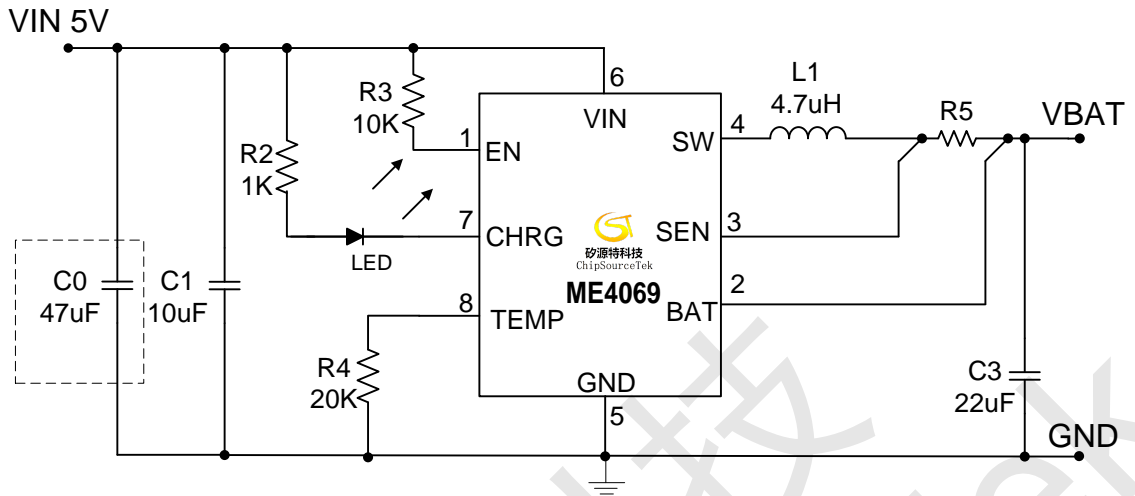 VIN 5V
R3
10K
R2
1K
LED
C0
47uF
C1
10uF
R4
20K
1
7
8
6
VIN
EN
CHRG
TEMP
SW
SEN
BAT
GND
矽源特科技
ChipSourceTek
ME4069
4
3
2
5
L1
4.7uH
R5
VBAT
C3
22uF
GND
技